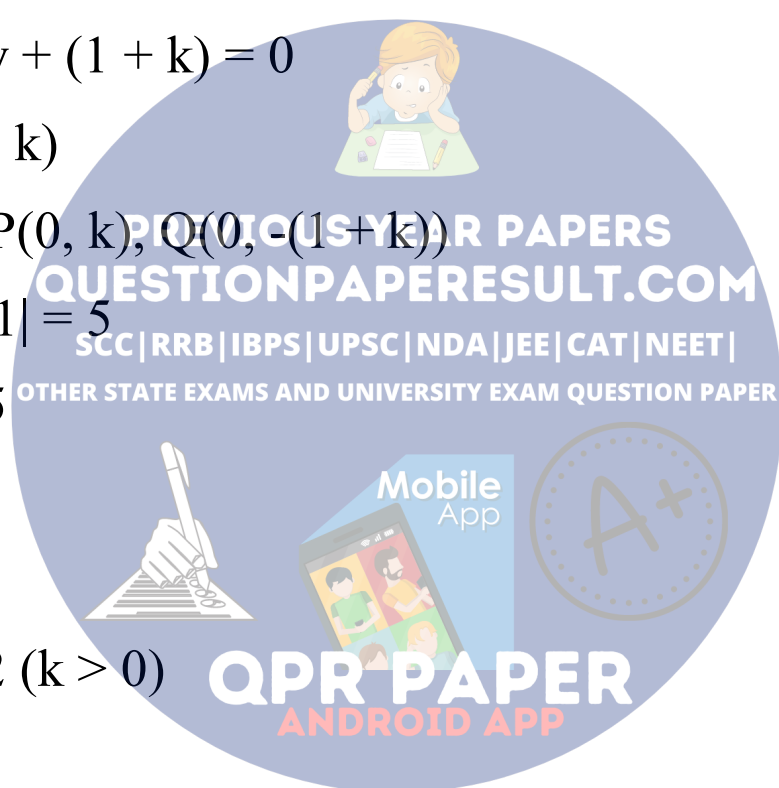 y + (1 + k) = 0
k)
P(0, k), Q(0, -(1 + k))
PREVIOUS YEAR PAPERS
QUESTIONPAPERESULT.COM
1| = 5
SCC|RRB|IBPS|UPSC|NDA|JEE|CAT|NEET|
OTHER STATE EXAMS AND UNIVERSITY EXAM QUESTION PAPER
5
Mobile
App
A+
2 (k > 0)
QPR PAPER
ANDROID APP